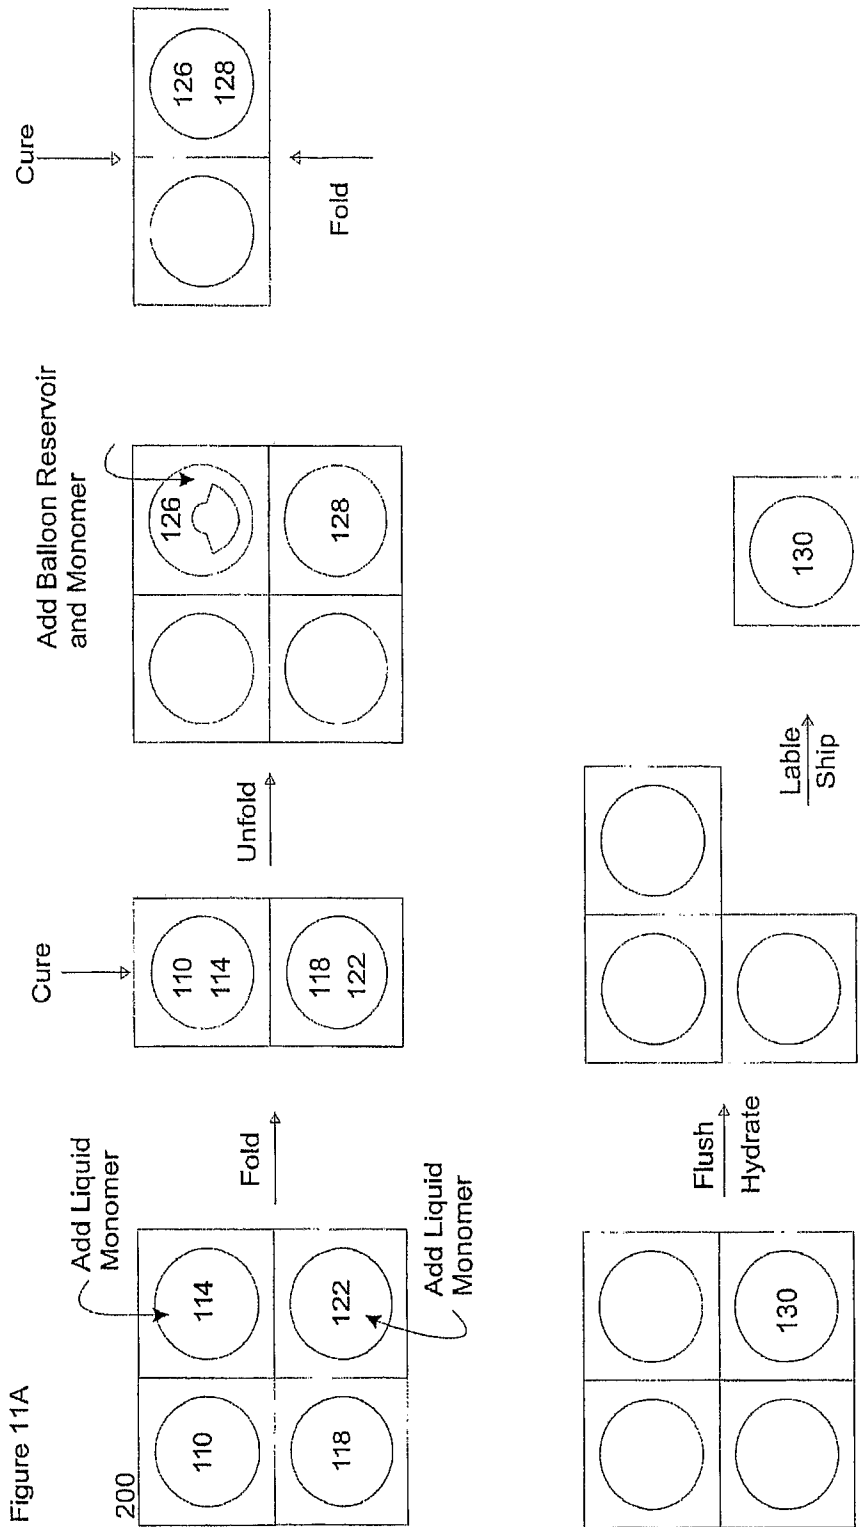 Figure 11A
200
110
114
118
122
Add Liquid
Monomer
Add Liquid
Monomer
Fold
Cure
110
114
118
122
Unfold
Add Balloon Reservoir
and Monomer
126
128
Cure
126
128
Fold
130
Flush
Hydrate
Lable
Ship
130